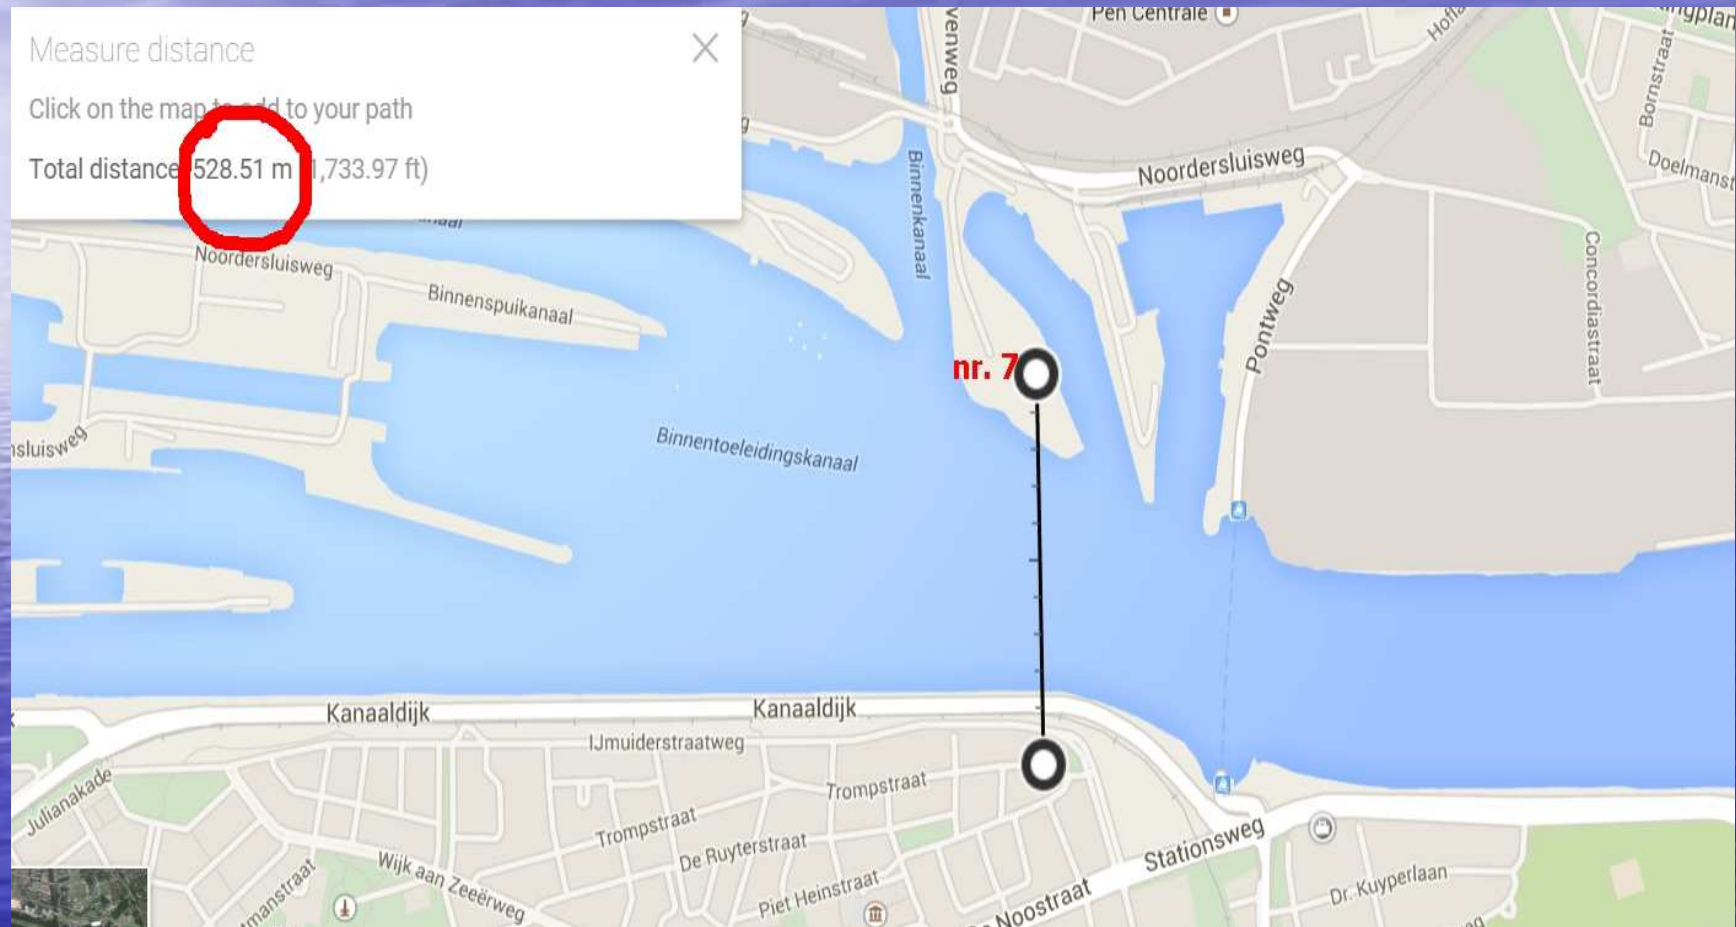 Measure distance
Click on the map to add to your path
Total distance 528.51 m 1,733.97 ft)
Pen Centrale
Noordersluisweg
Bornstraat
Binnenkanaal
Noordersluisweg
Binnenspuikanaal
Pontweg
Concordiastraat
nr. 7
Binnentoeleidingskanaal
Kanaaldijk
Kanaaldijk
IJmuiderstraatweg
Julianakade
Trompstraat
Trompstraat
De Ruyterstraat
Stationsweg
Wijk aan Zeeërweg
Piet Heinstraat
Dr. Kuyperlaan
Noostraat